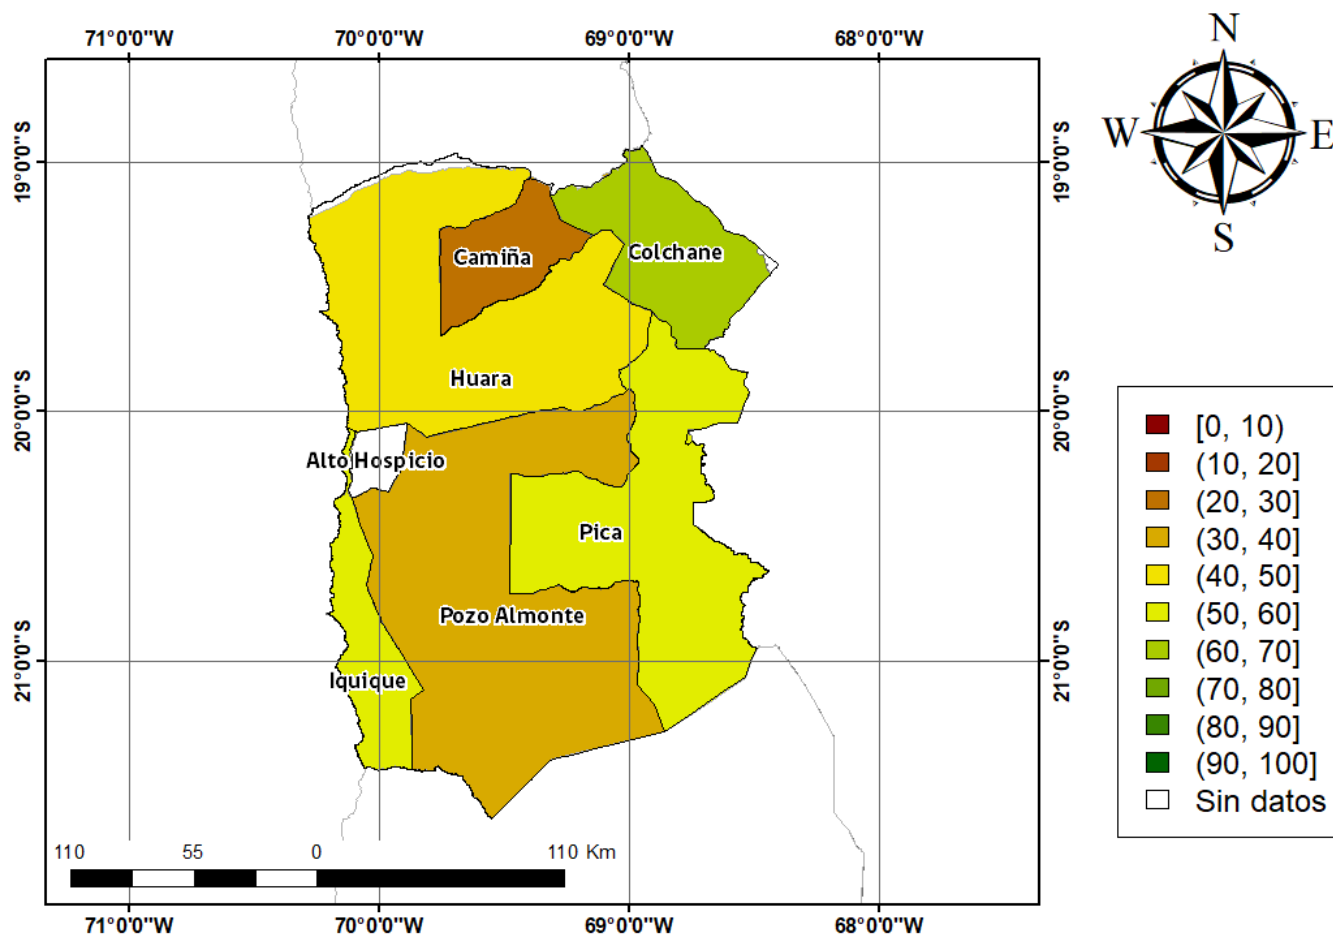 71°0'0"W 70°0'0"W 69°0'0"W 68°0'0"W
N
W E
S
19°0'0"S 19°0'0"S
Camiña Colchane
Huara
20°0'0"S 20°0'0"S
Alto Hospicio
Pica
Pozo Almonte
21°0'0"S 21°0'0"S
Iquique
[0, 10)
(10, 20]
(20, 30]
(30, 40]
(40, 50]
(50, 60]
(60, 70]
(70, 80]
(80, 90]
(90, 100]
Sin datos
110 55 0 110 Km
71°0'0"W 70°0'0"W 69°0'0"W 68°0'0"W